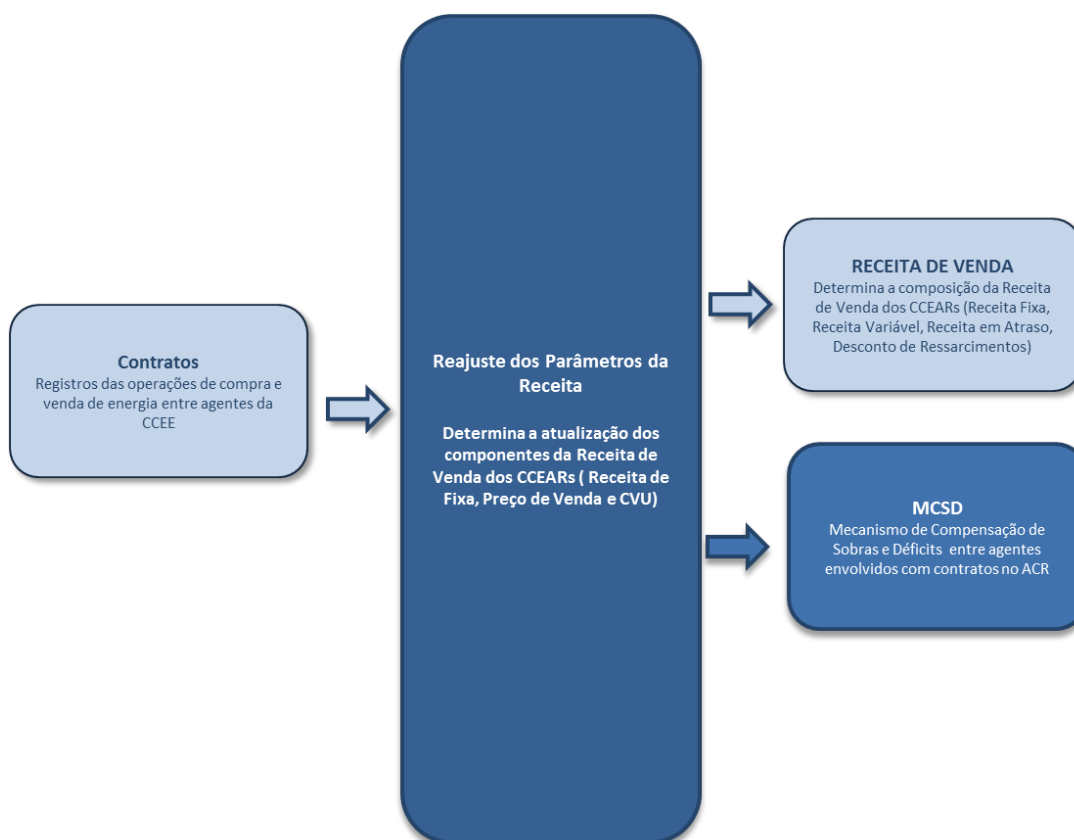 Contratos
Registros das operações de compra e
venda de energia entre agentes da
CCEE
Reajuste dos Parâmetros da
Receita
Determina a atualização dos
componentes da Receita de
Venda dos CCEARs ( Receita de
Fixa, Preço de Venda e CVU)
RECEITA DE VENDA
Determina a composição da Receita
de Venda dos CCEARs (Receita Fixa,
Receita Variável, Receita em Atraso,
Desconto de Ressarcimentos)
MCSD
Mecanismo de Compensação de
Sobras e Déficits entre agentes
envolvidos com contratos no ACR